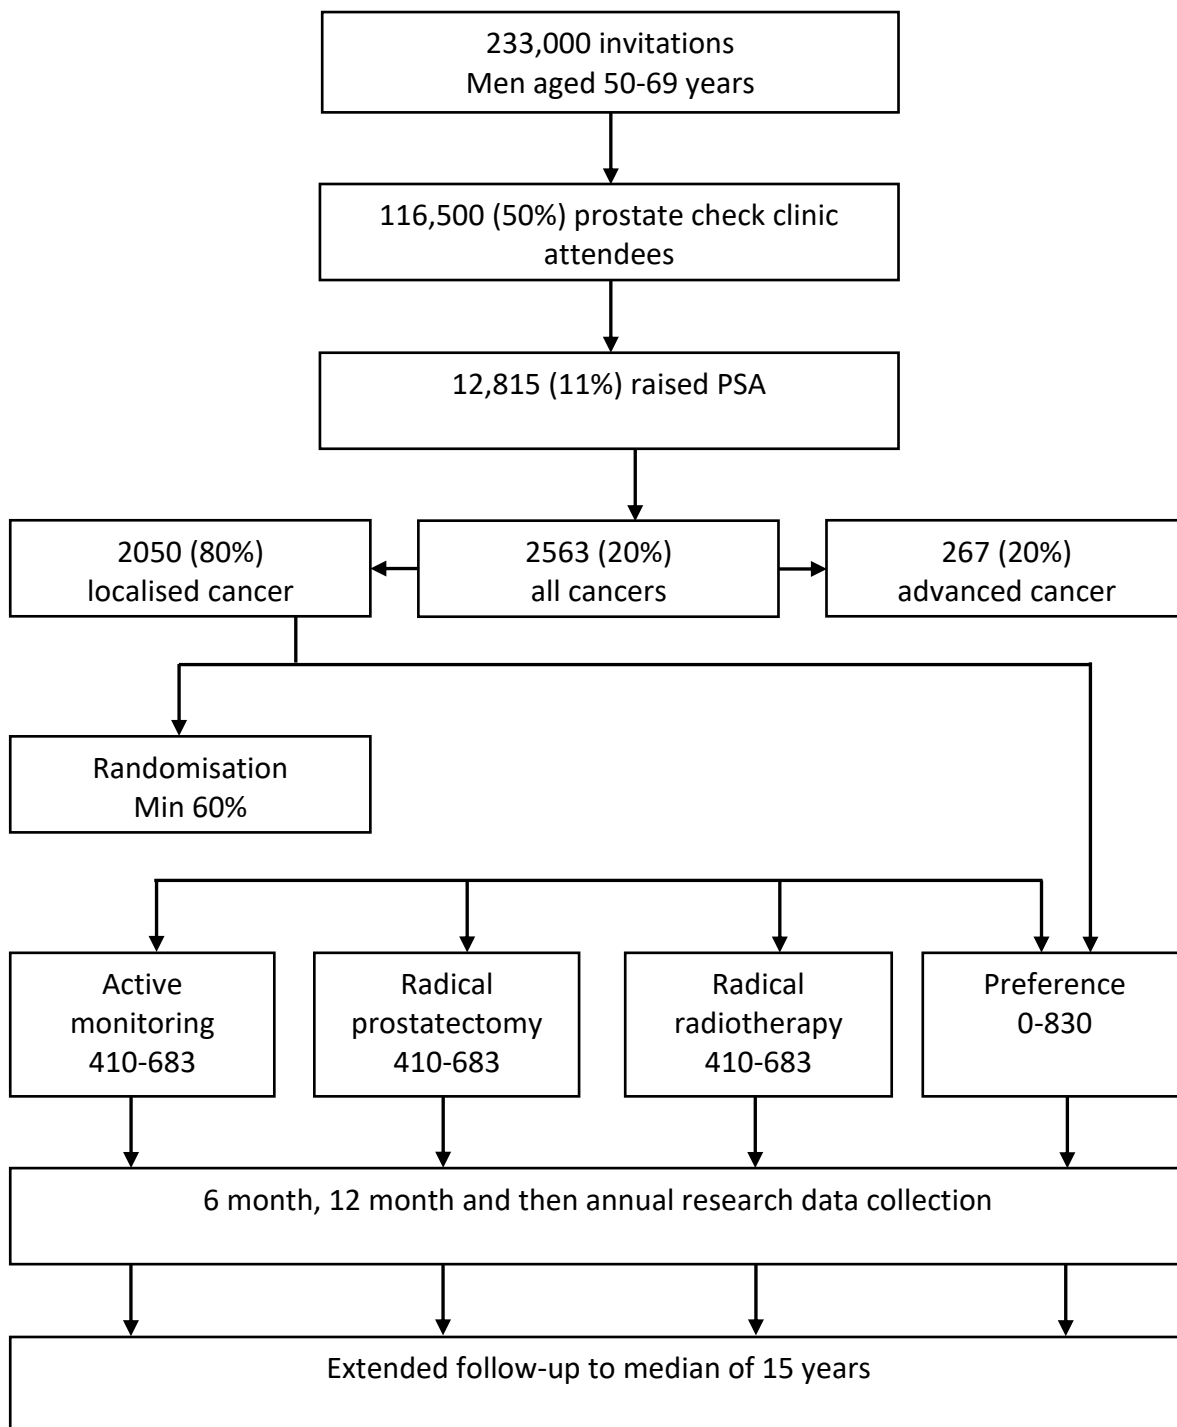 233,000 invitations
Men aged 50-69 years
116,500 (50%) prostate check clinic
attendees
12,815 (11%) raised PSA
2050 (80%)
localised cancer
2563 (20%)
all cancers
267 (20%)
advanced cancer
Randomisation
Min 60%
Active
monitoring
410-683
Radical
prostatectomy
410-683
Radical
radiotherapy
410-683
Preference
0-830
6 month, 12 month and then annual research data collection
Extended follow-up to median of 15 years